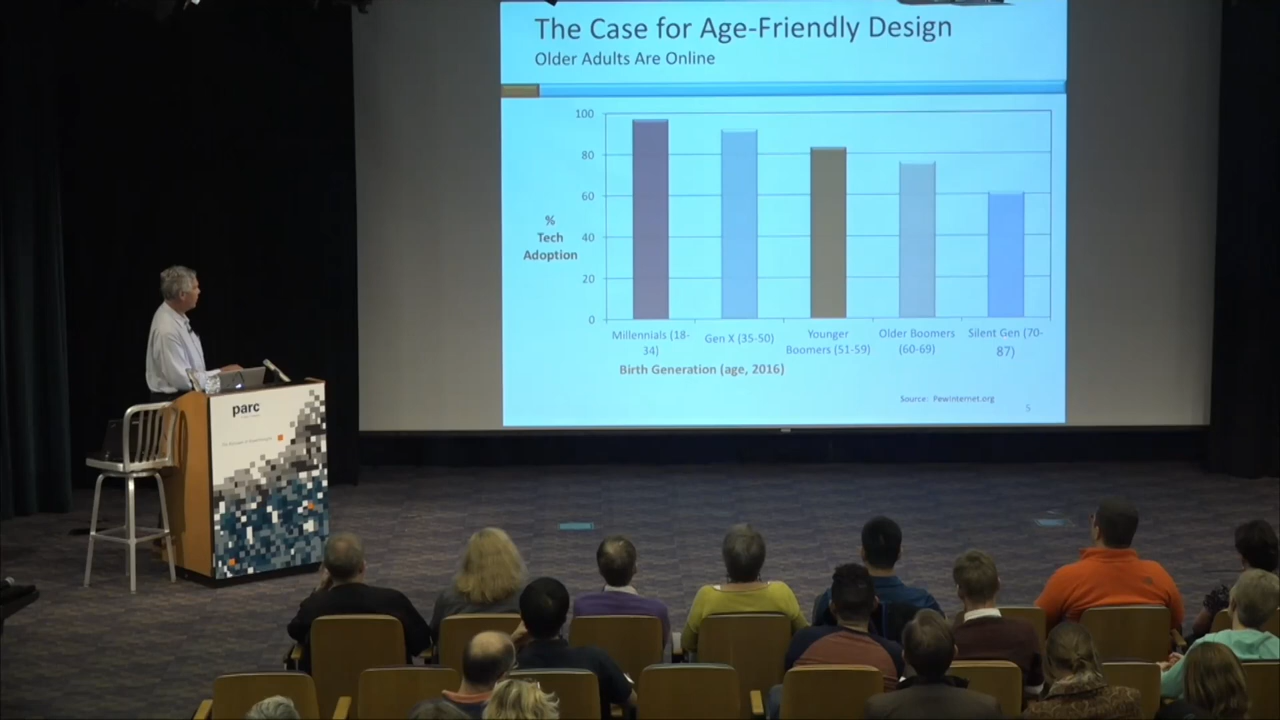 The Case for Age-Friendly Design
Older Adults Are Online
100
80
60
40
20
0
%
Tech
Adoption
Millennials (18-
34)
Gen X (35-50)
Younger
Boomers (51-59)
Older Boomers
(60-69)
Silent Gen (70-
87)
Birth Generation (age, 2016)
Source: PewInternet.org
5
parc